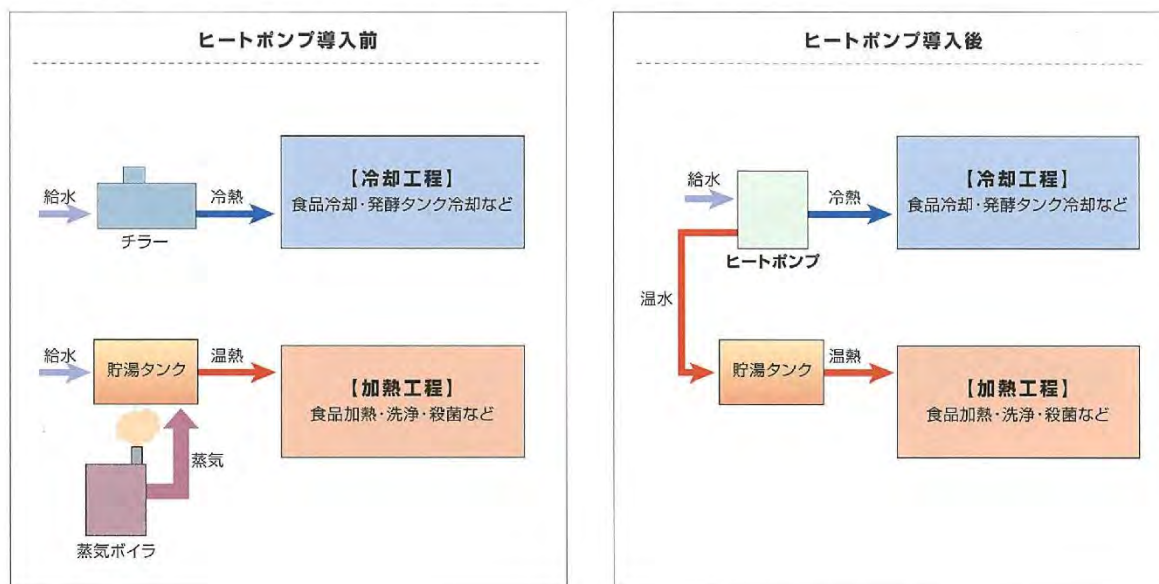 ヒートポンプ導入前
給水
チラー
冷熱
【冷却工程】
食品冷却・発酵タンク冷却など
給水
貯湯タンク
温熱
【加熱工程】
食品加熱・洗浄・殺菌など
蒸気
蒸気ボイラ
ヒートポンプ導入後
給水
ヒートポンプ
冷熱
【冷却工程】
食品冷却・発酵タンク冷却など
温水
貯湯タンク
温熱
【加熱工程】
食品加熱・洗浄・殺菌など